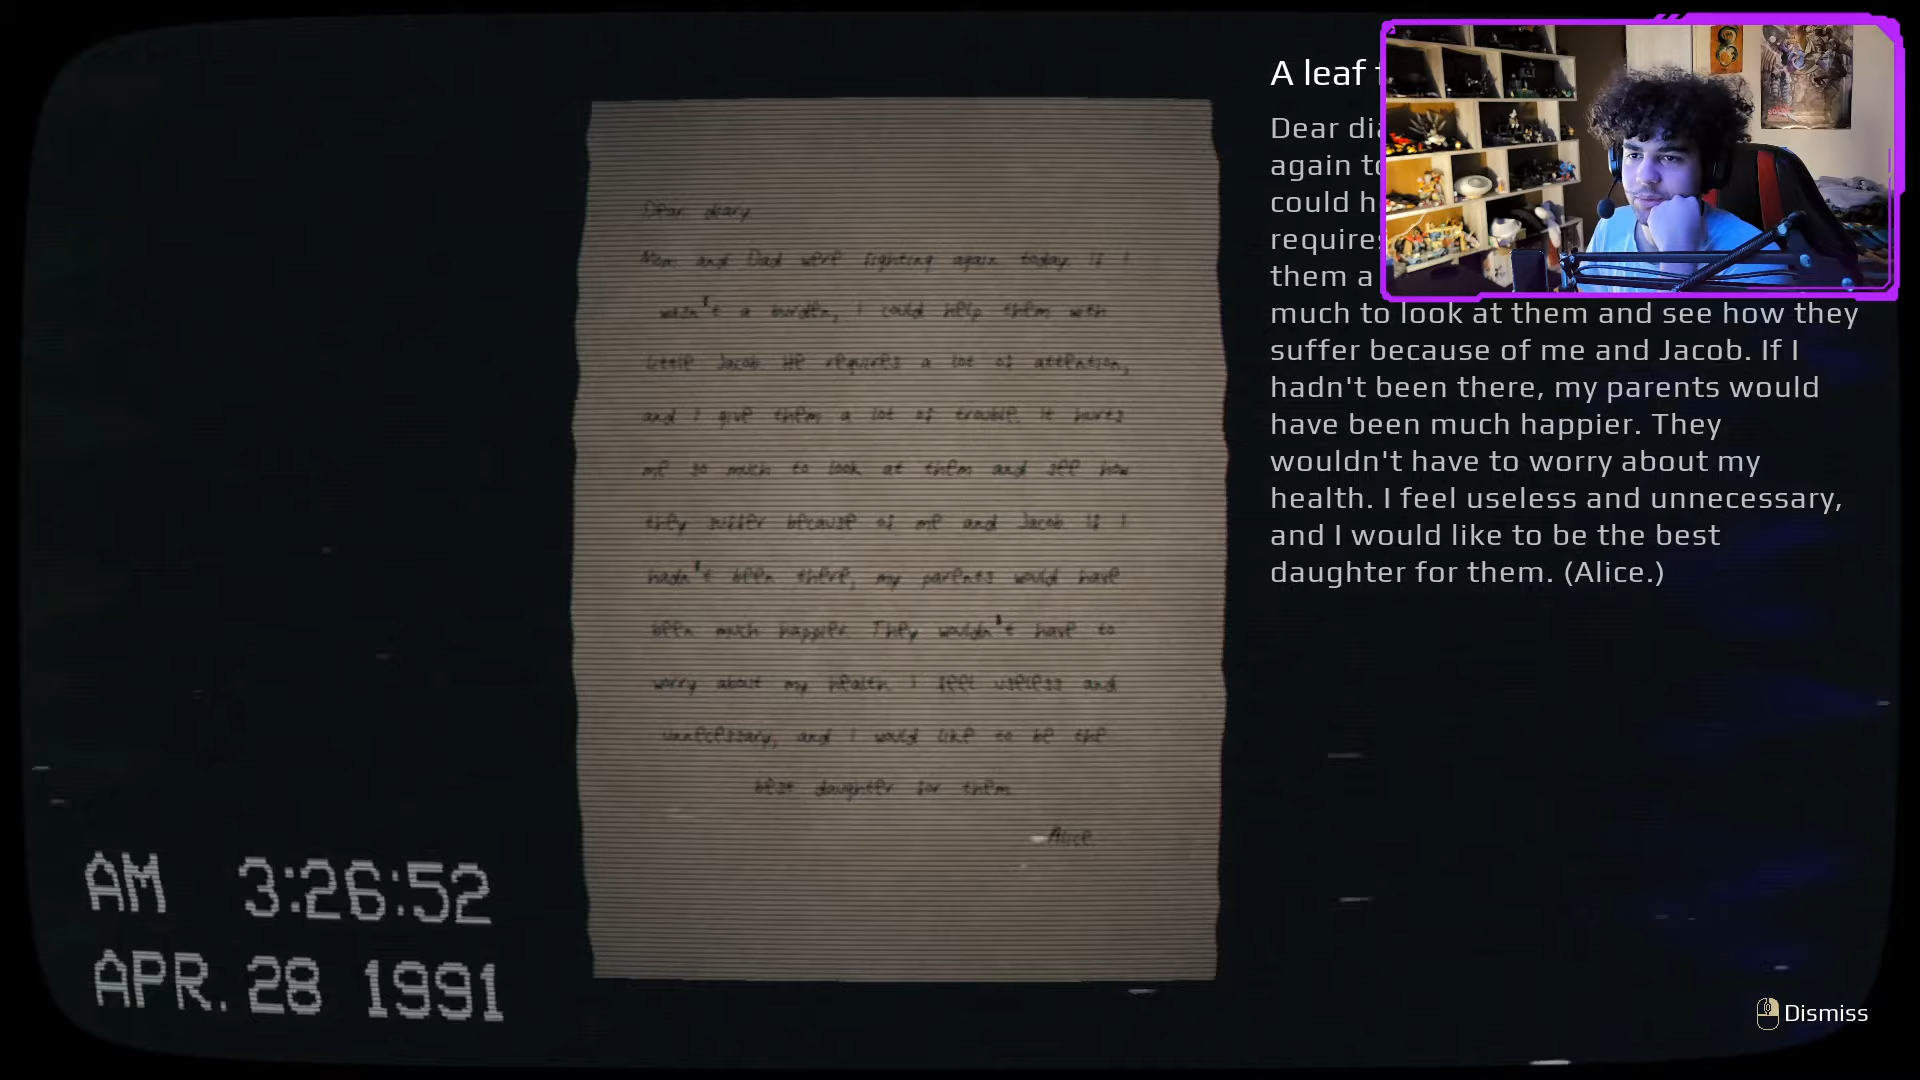 Dear diary.
Mom and Dad were fighting again today. If I
wasn't a burden, I could help them with
little Jacob. He requires a lot of attention,
and I give them a lot of trouble. It hurts
me so much to look at them and see how
they suffer because of me and Jacob. If I
hadn't been there, my parents would have
been much happier. They wouldn't have to
worry about my health. I feel useless and
unnecessary, and I would like to be the
best daughter for them.
Alice.
A leaf
Dear
again
could
requires
them a
much to look at them and see how they
suffer because of me and Jacob. If I
hadn't been there, my parents would
have been much happier. They
wouldn't have to worry about my
health. I feel useless and unnecessary,
and I would like to be the best
daughter for them. (Alice.)
AM 3:26:52
APR. 28 1991
Dismiss